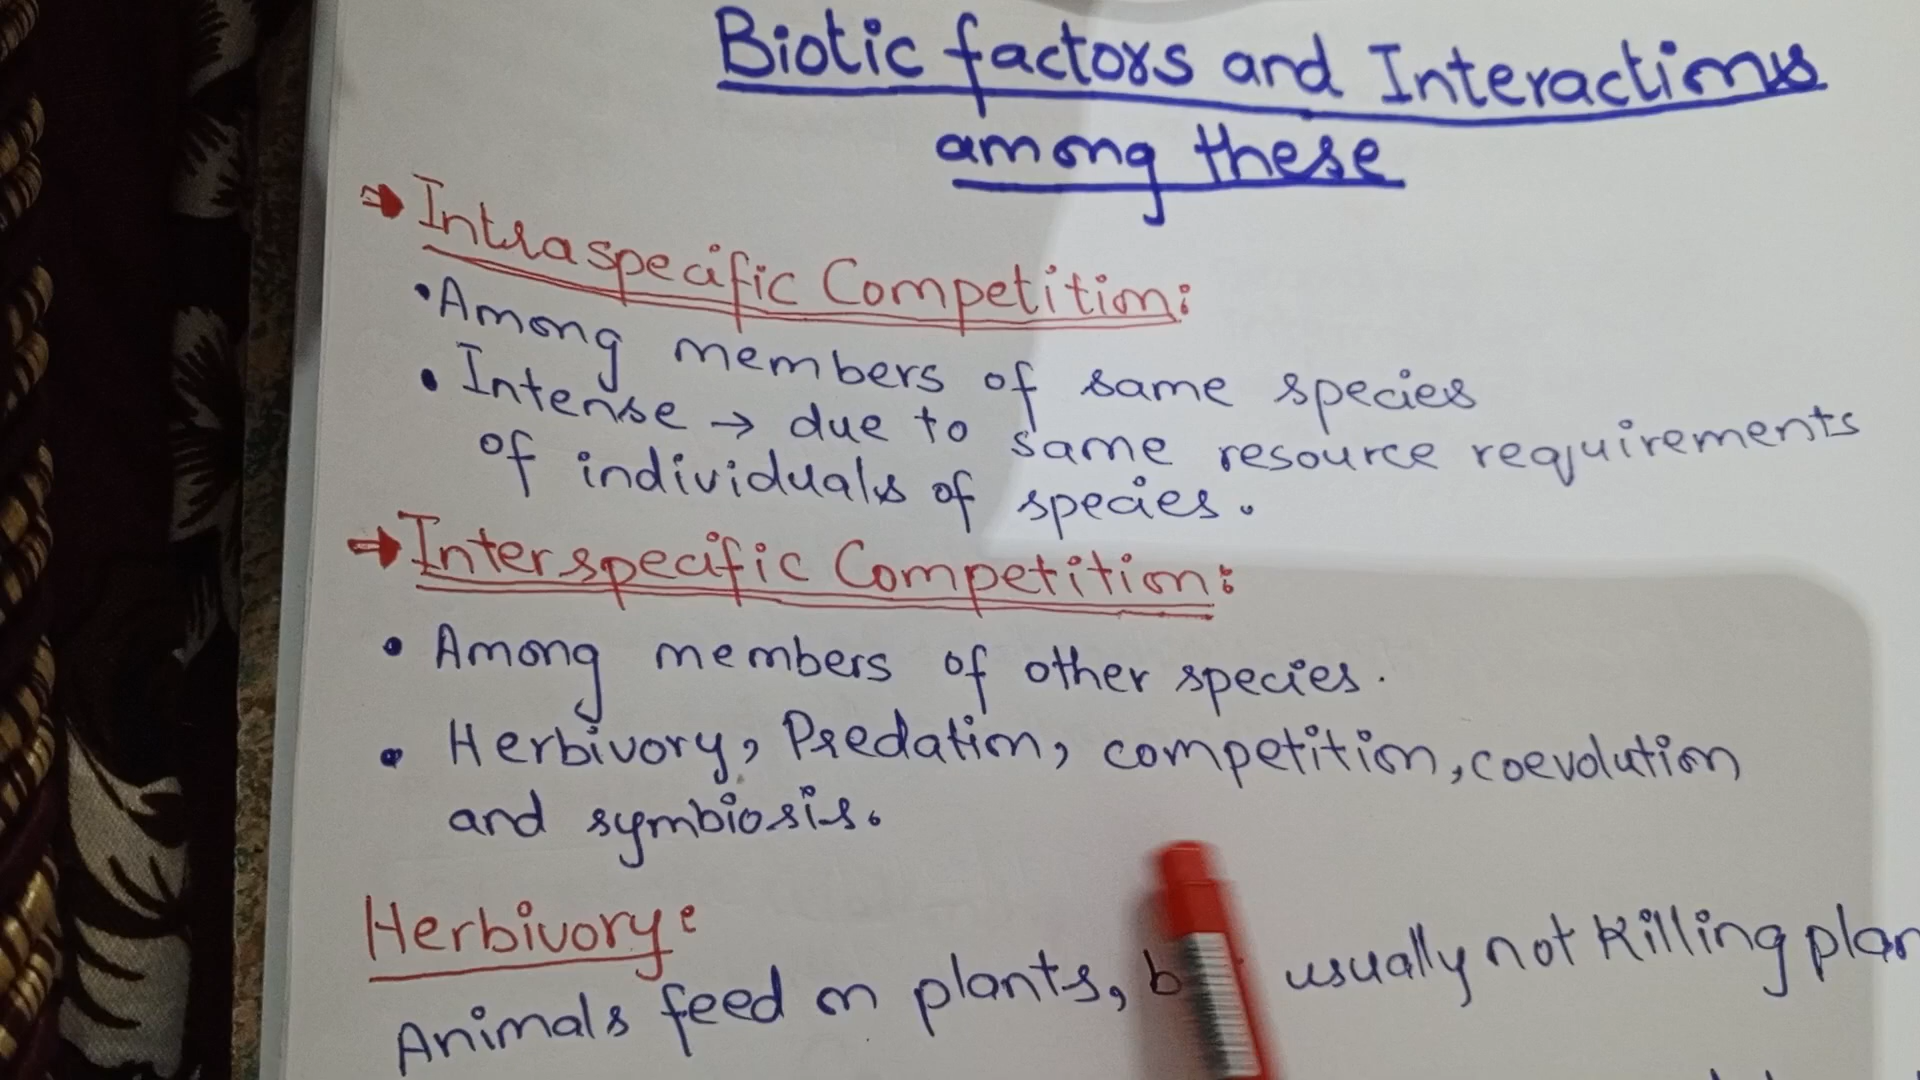 Biotic factors and Interactions
among these
→ Intraspecific Competition:
• Among members of same species
• Intense → due to same resource requirements
of individuals of species.
→ Interspecific Competition:
• Among members of other species.
• Herbivory, Predation, competition, coevolution
and symbiosis.
Herbivory:
Animals feed on plants, usually not killing